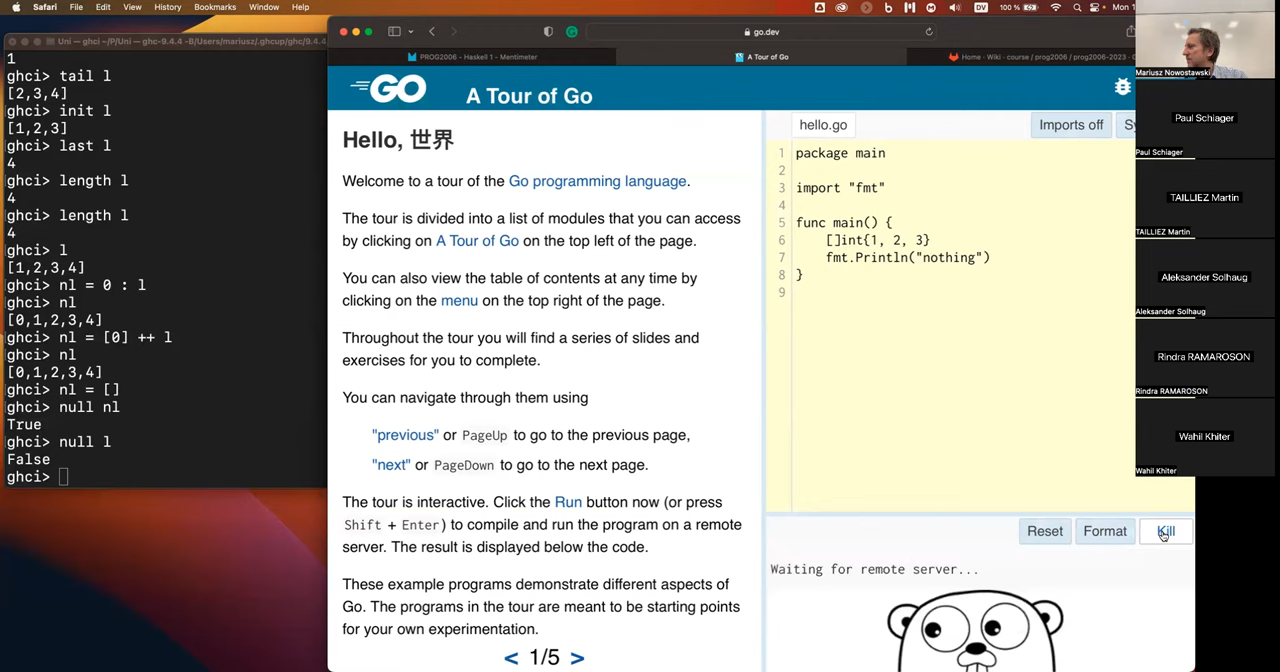 Safari File Edit View History Bookmarks Window Help
100 %
Mon 1
Uni — ghci ~/P/Uni — ghc-9.4.4 -B/Users/mariusz/.ghcup/ghc/9.4.4
1
ghci> tail l
[2,3,4]
ghci> init l
[1,2,3]
ghci> last l
4
ghci> length l
4
ghci> length l
4
ghci> l
[1,2,3,4]
ghci> nl = 0 : l
ghci> nl
[0,1,2,3,4]
ghci> nl = [0] ++ l
ghci> nl
[0,1,2,3,4]
ghci> nl = []
ghci> null nl
True
ghci> null l
False
ghci>
go.dev
PROG2006 - Haskell 1 - Mentimeter
A Tour of Go
Home · Wiki · course / prog2006 / prog2006-2023 ·
GO
A Tour of Go
Hello, 世界
Welcome to a tour of the Go programming language.
The tour is divided into a list of modules that you can access
by clicking on A Tour of Go on the top left of the page.
You can also view the table of contents at any time by
clicking on the menu on the top right of the page.
Throughout the tour you will find a series of slides and
exercises for you to complete.
You can navigate through them using
"previous" or PageUp to go to the previous page,
"next" or PageDown to go to the next page.
The tour is interactive. Click the Run button now (or press
Shift + Enter) to compile and run the program on a remote
server. The result is displayed below the code.
These example programs demonstrate different aspects of
Go. The programs in the tour are meant to be starting points
for your own experimentation.
< 1/5 >
hello.go
Imports off
Sy
1 package main
2
3 import "fmt"
4
5 func main() {
6 []int{1, 2, 3}
7 fmt.Println("nothing")
8 }
9
Reset
Format
Kill
Waiting for remote server...
Mariusz Nowostawski
Paul Schlager
Paul Schlager
TAILLIEZ Martin
TAILLIEZ Martin
Aleksander Solhaug
Aleksander Solhaug
Rindra RAMAROSON
Rindra RAMAROSON
Wahil Khiter
Wahil Khiter